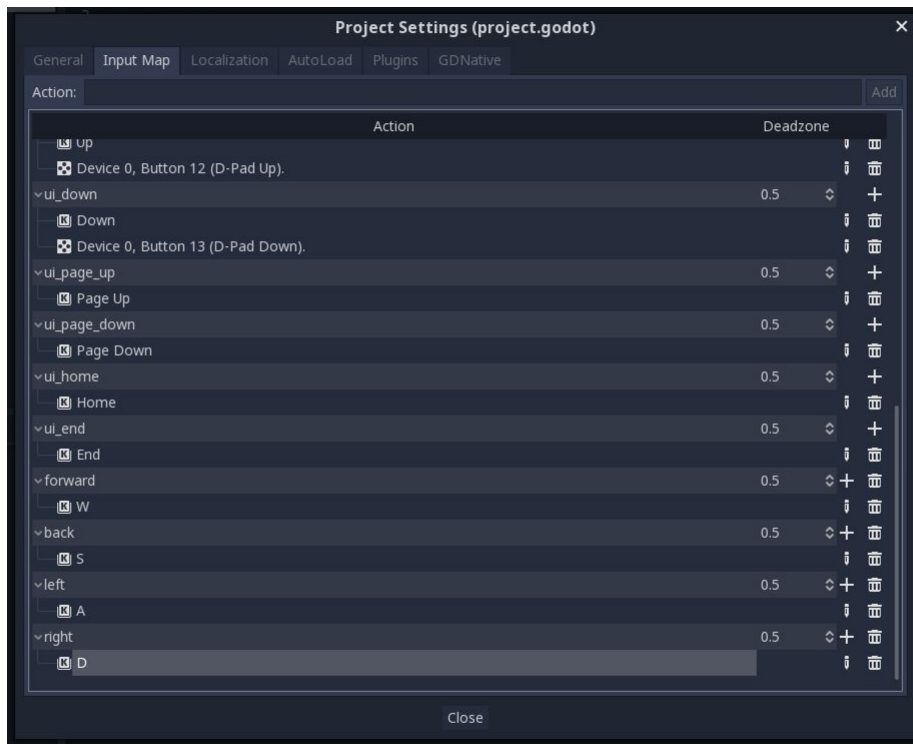 Project Settings (project.godot)
General Input Map Localization AutoLoad Plugins GDNative
Action: Add
Action Deadzone
Up
Device 0, Button 12 (D-Pad Up).
ui_down 0.5
Down
Device 0, Button 13 (D-Pad Down).
ui_page_up 0.5
Page Up
ui_page_down 0.5
Page Down
ui_home 0.5
Home
ui_end 0.5
End
forward 0.5
W
back 0.5
S
left 0.5
A
right 0.5
D
Close